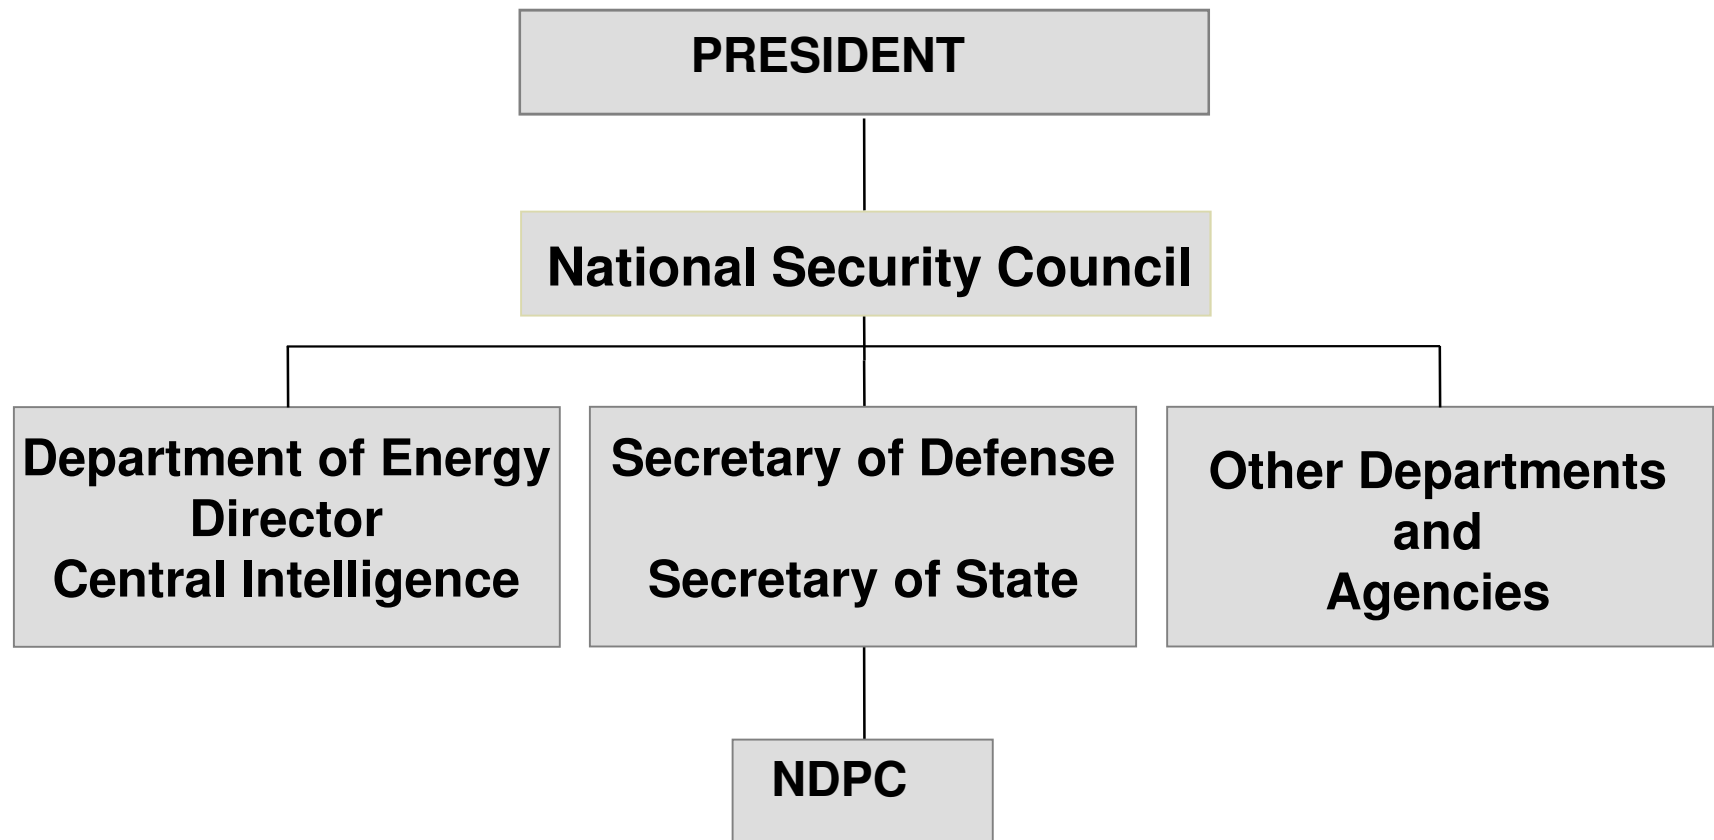 PRESIDENT
National Security Council
Department of Energy
Director
Central Intelligence
Secretary of Defense
Secretary of State
Other Departments
and
Agencies
NDPC